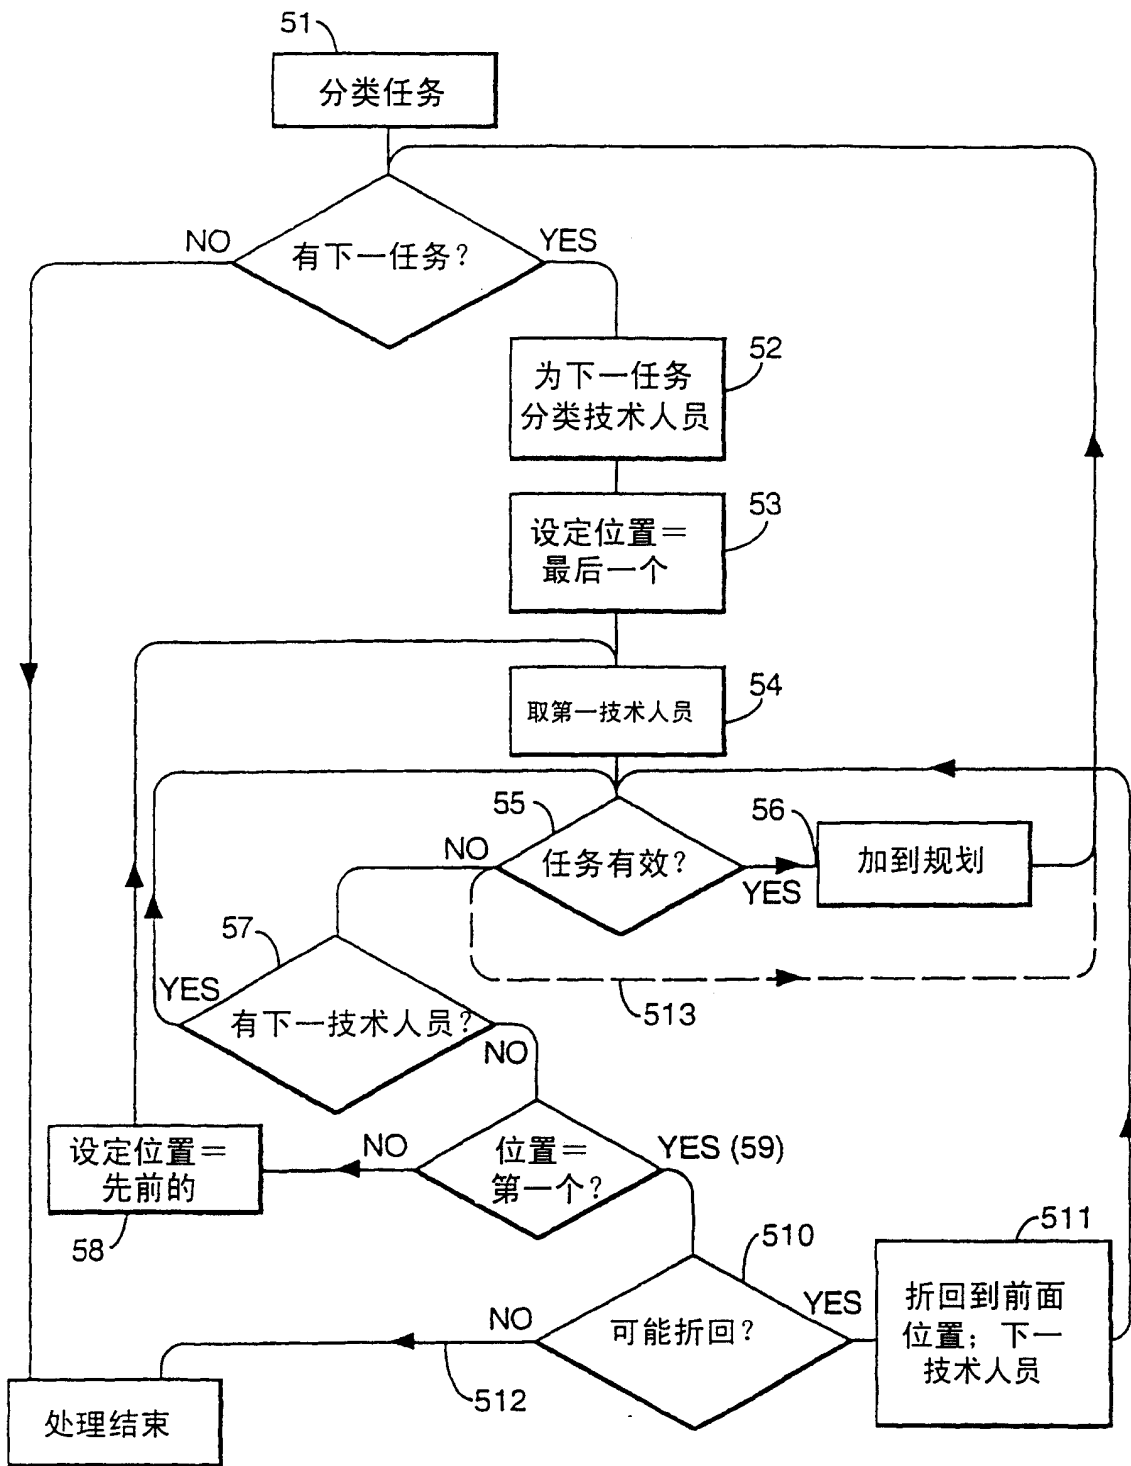 51
分类任务
NO
有下一任务?
YES
52
为下一任务
分类技术人员
53
设定位置=
最后一个
54
取第一技术人员
55
NO
任务有效?
YES
56
加到规划
57
YES
有下一技术人员?
NO
513
设定位置=
先前的
58
NO
位置=
第一个?
YES (59)
510
NO
可能折回?
YES
511
折回到前面
位置; 下一
技术人员
512
处理结束